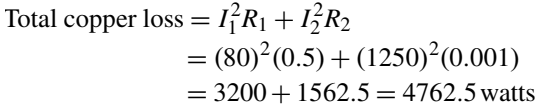 Total copper loss = I₁²R₁ + I₂²R₂
= (80)²(0.5) + (1250)²(0.001)
= 3200 + 1562.5 = 4762.5 watts